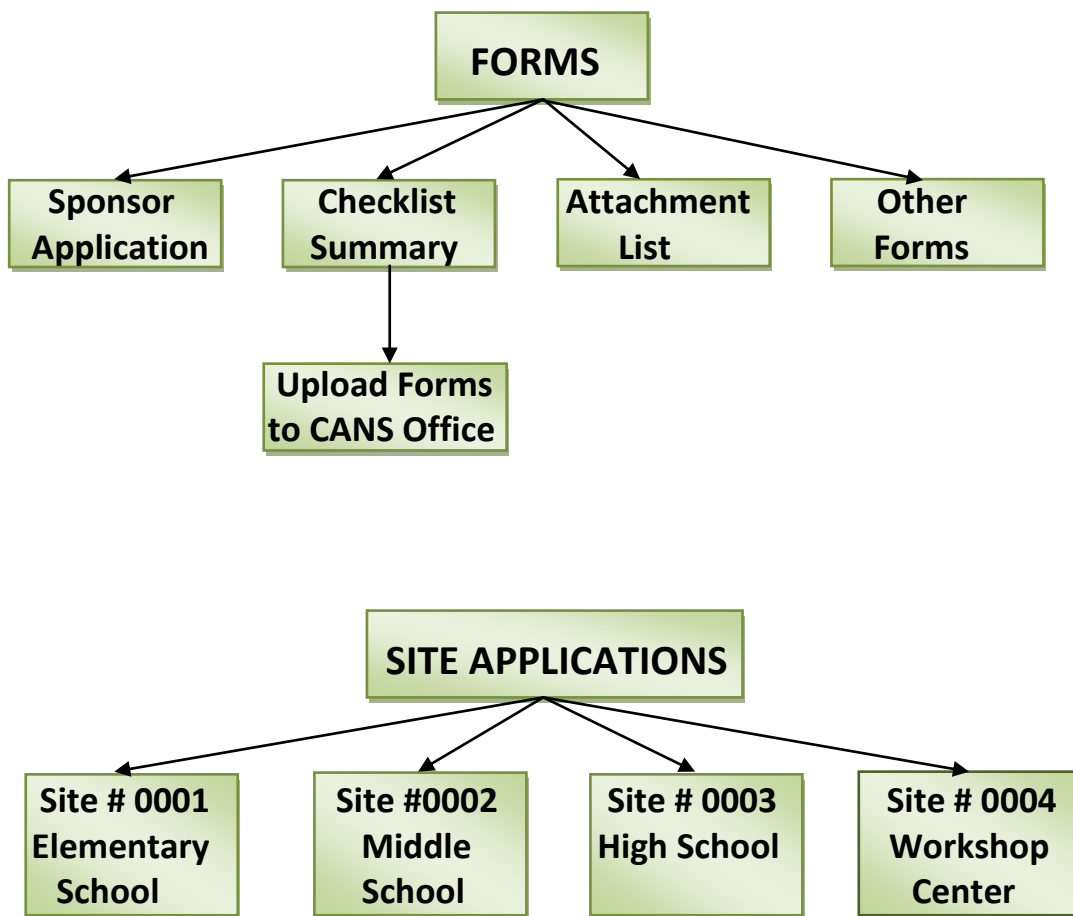 FORMS
Sponsor
Application
Checklist
Summary
Attachment
List
Other
Forms
Upload Forms
to CANS Office
SITE APPLICATIONS
Site # 0001
Elementary
School
Site #0002
Middle
School
Site # 0003
High School
Site # 0004
Workshop
Center